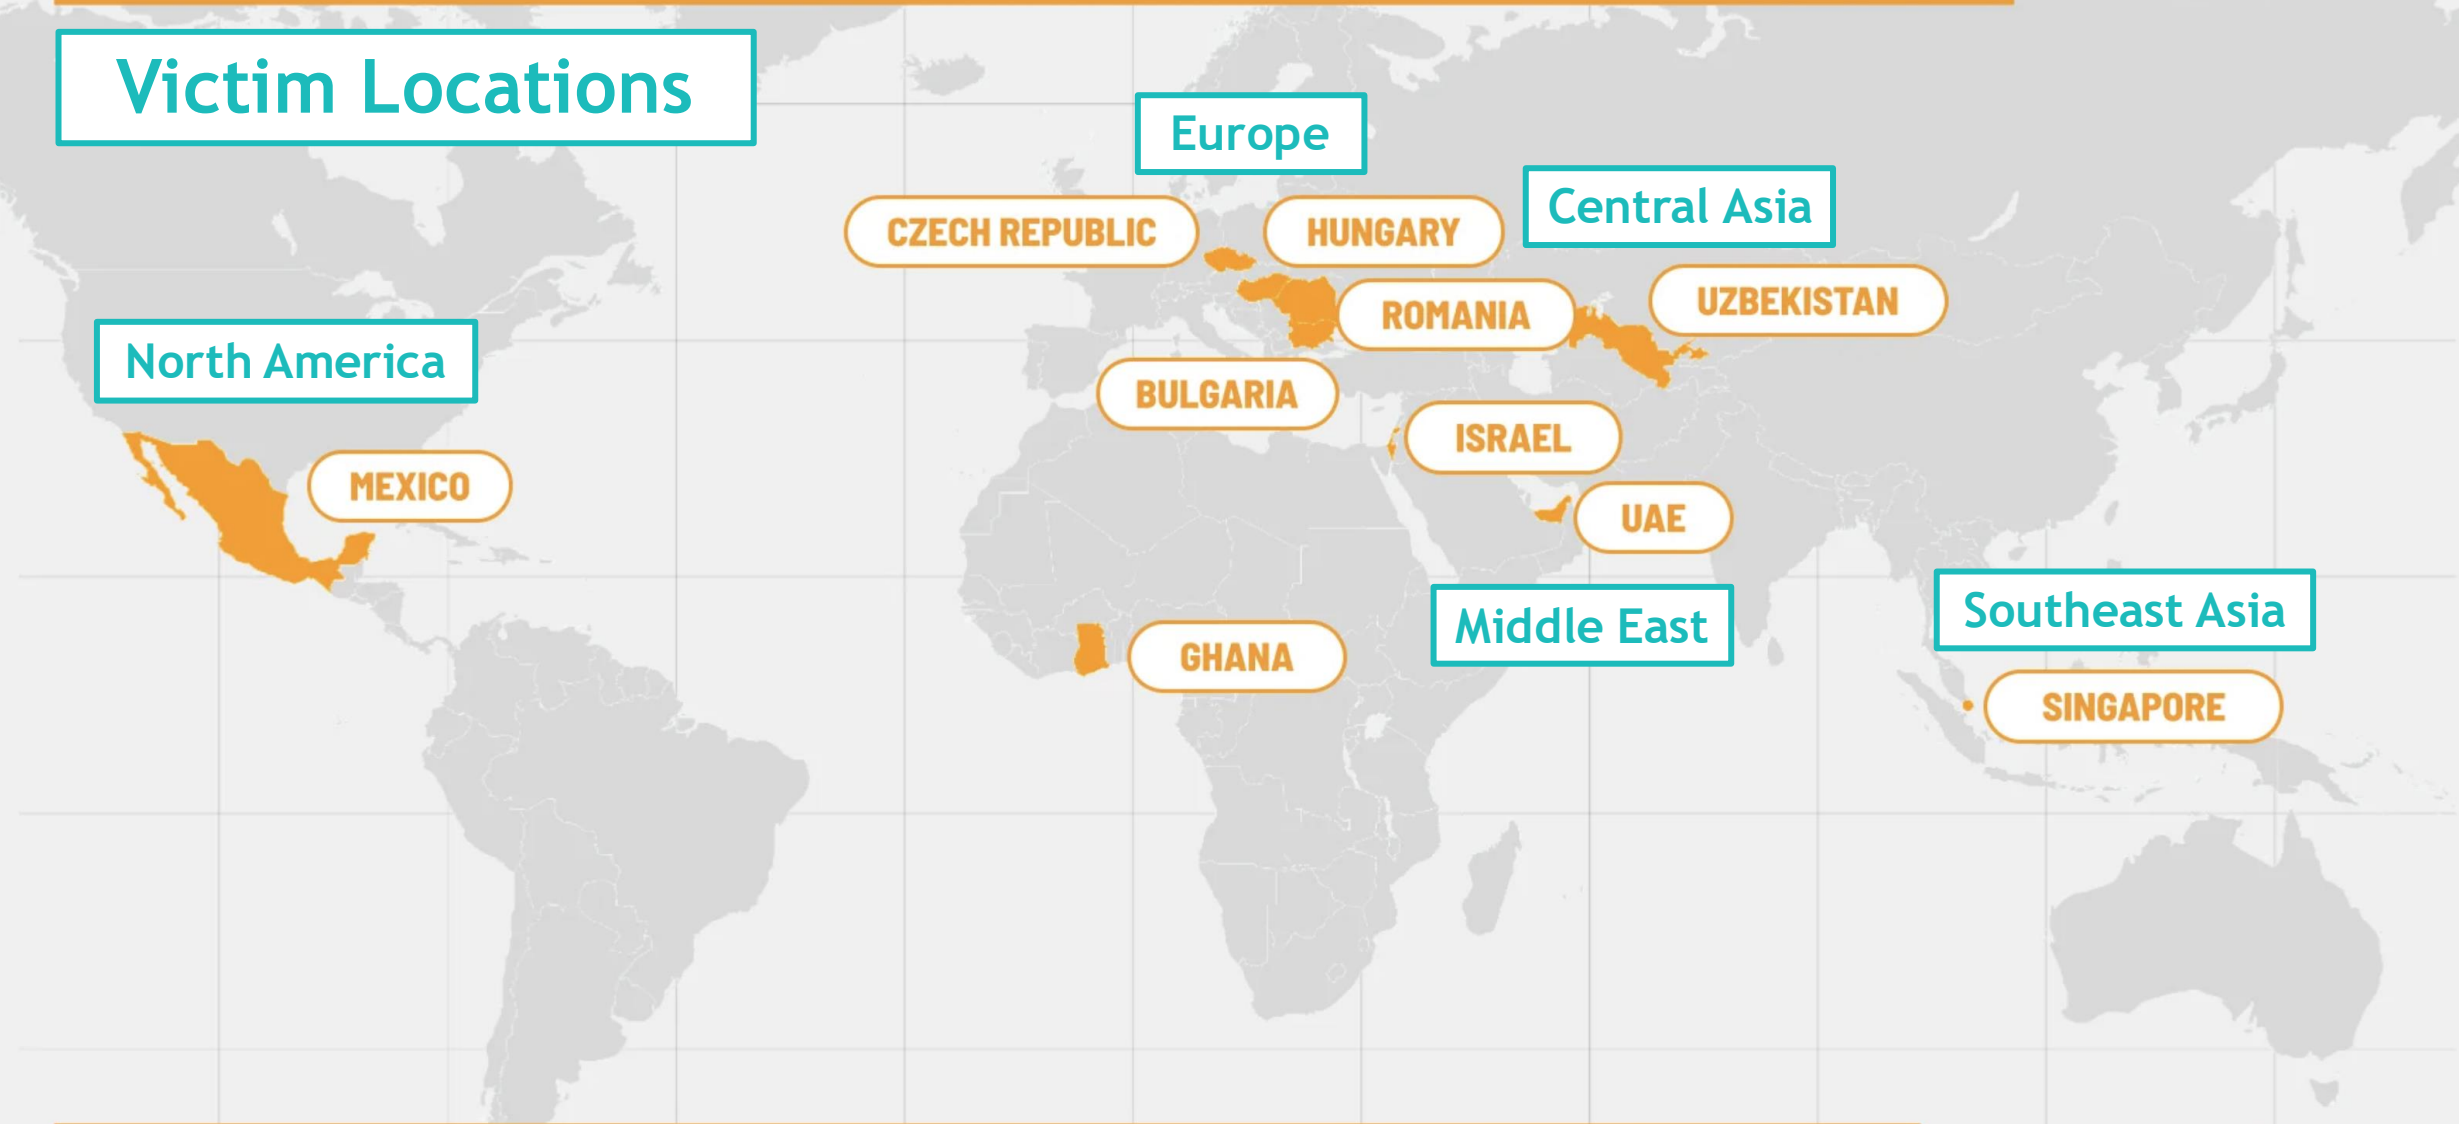 Victim Locations
Europe
Central Asia
CZECH REPUBLIC
HUNGARY
UZBEKISTAN
ROMANIA
North America
BULGARIA
ISRAEL
MEXICO
UAE
Middle East
Southeast Asia
GHANA
SINGAPORE